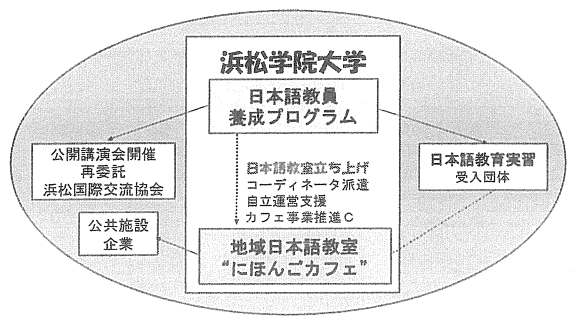 浜松学院大学
日本語教員
養成プログラム
公開講演会開催
再委託
浜松国際交流協会
日本語教室立ち上げ
コーディネータ派遣
自立運営支援
カフェ事業推進C
日本語教育実習
受入団体
公共施設
企業
地域日本語教室
“にほんごカフェ”